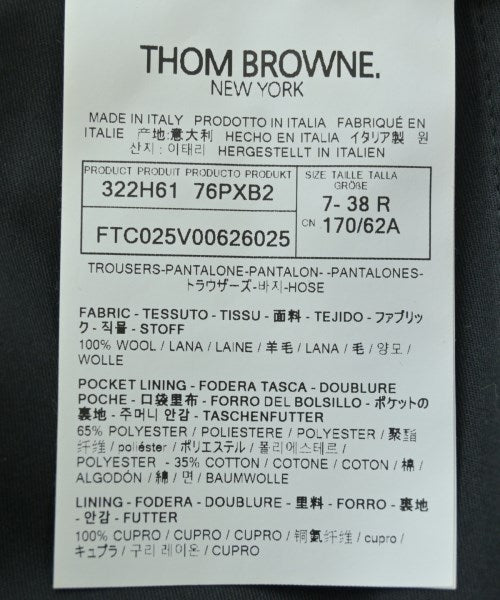 THOM BROWNE.
NEW YORK
MADE IN ITALY PRODOTTO IN ITALIA FABRIQUÉ EN
ITALIE 产地:意大利 HECHO EN ITALIA イタリア製 원
산지 : 이태리 HERGESTELLT IN ITALIEN
PRODUCT PRODUIT PRODUCTO PRODUKT
322H61 76PXB2
FTC025V00626025
SIZE TAILLE TALLA
GRÖßE
7- 38 R
CN 170/62A
TROUSERS-PANTALONE-PANTALON- -PANTALONES-
トラウザーズ-바지-HOSE
FABRIC - TESSUTO - TISSU - 面料 - TEJIDO - ファブリッ
ク - 직물 - STOFF
100% WOOL / LANA / LAINE / 羊毛 / LANA / 毛 / 양모 /
WOLLE
POCKET LINING - FODERA TASCA - DOUBLURE
POCHE - 口袋里布 - FORRO DEL BOLSILLO - ポケットの
裏地 - 주머니 안감 - TASCHENFUTTER
65% POLYESTER / POLIESTERE / POLYESTER / 聚酯
纤维 / poliéster / ポリエステル / 폴리에스테르 /
POLYESTER - 35% COTTON / COTONE / COTON / 棉 /
ALGODÓN / 綿 / 면 / BAUMWOLLE
LINING - FODERA - DOUBLURE - 里料 - FORRO - 裏地
- 안감 - FUTTER
100% CUPRO / CUPRO / CUPRO / 铜氨纤维 / cupro /
キュプラ / 구리 레이온 / CUPRO